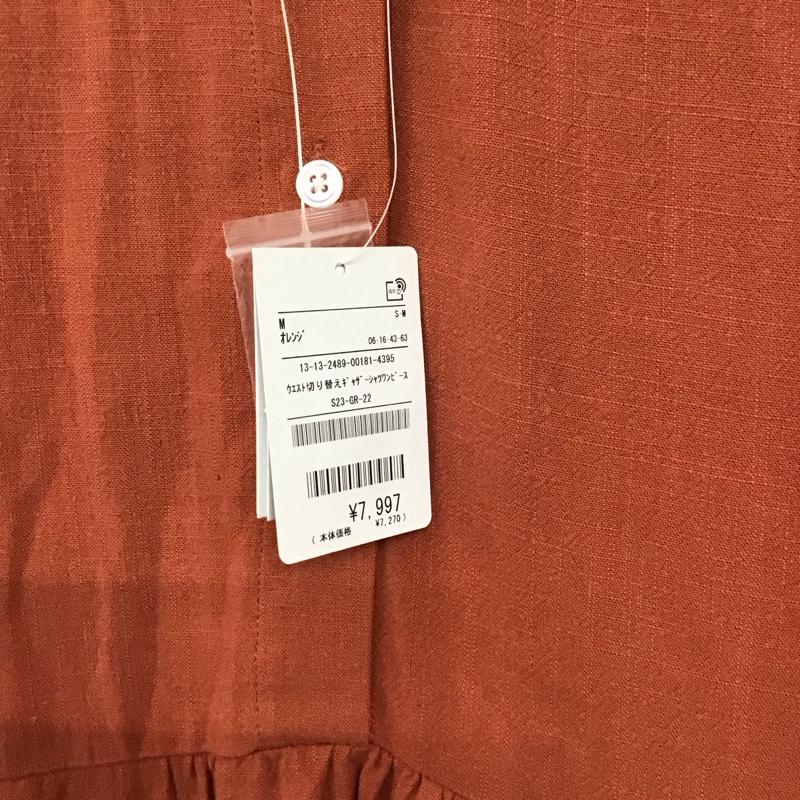 M
S-M
オレンジ
06-16-43-63
13-13-2489-00181-4395
ウエスト切り替えギャザーシャツワンピース
S23-GR-22
¥7,997
(本体価格 ¥7,270)